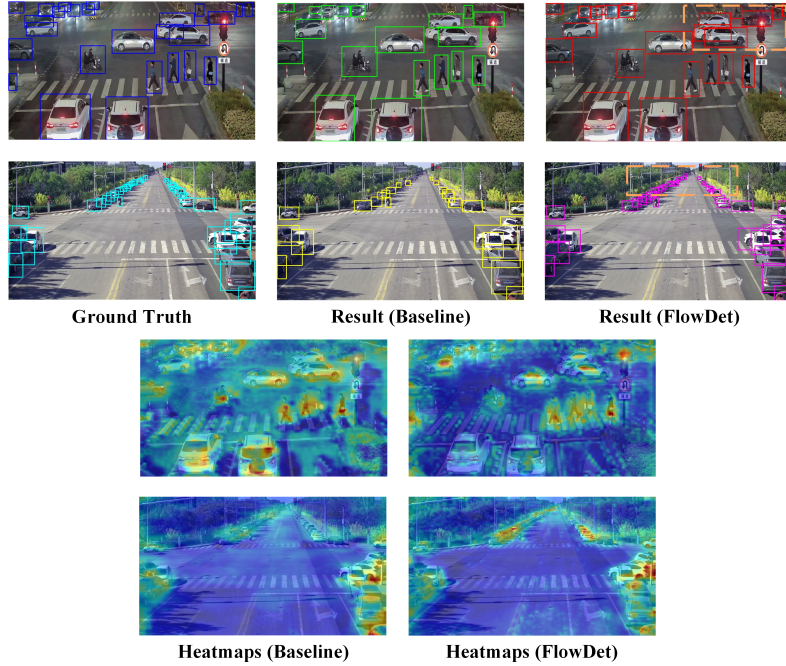 Ground Truth
Result (Baseline)
Result (FlowDet)
Heatmaps (Baseline)
Heatmaps (FlowDet)